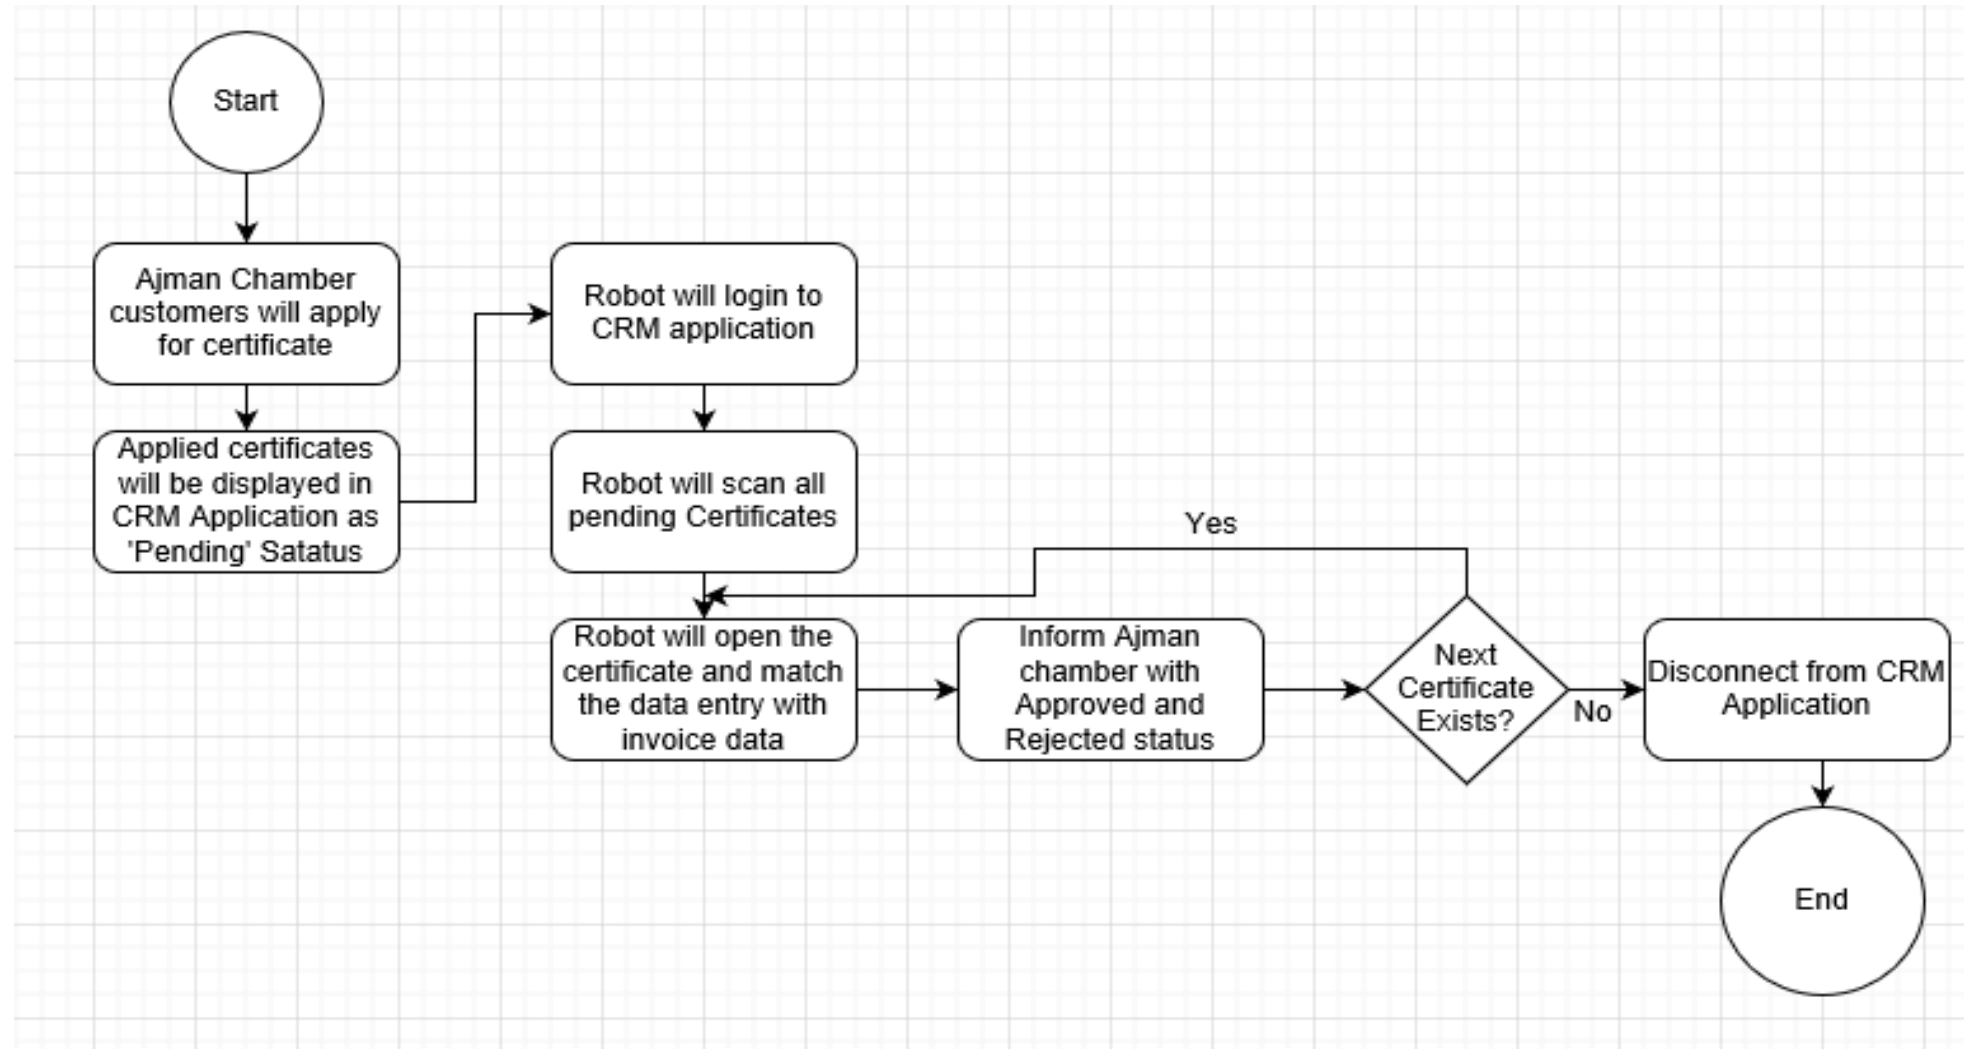 Start
Ajman Chamber
customers will apply
for certificate
Applied certificates
will be displayed in
CRM Application as
'Pending' Satatus
Robot will login to
CRM application
Robot will scan all
pending Certificates
Robot will open the
certificate and match
the data entry with
invoice data
Inform Ajman
chamber with
Approved and
Rejected status
Yes
Next
Certificate
Exists?
No
Disconnect from CRM
Application
End